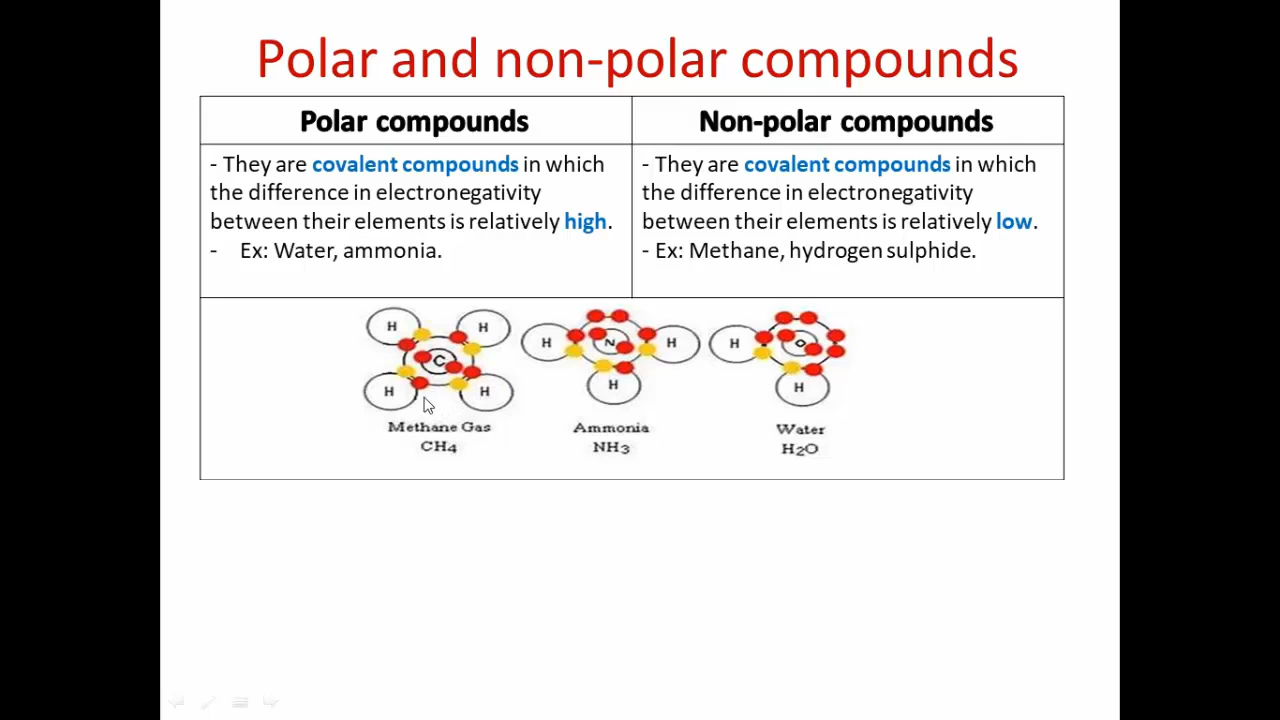 Polar and non-polar compounds
Polar compounds
Non-polar compounds
- They are covalent compounds in which
the difference in electronegativity
between their elements is relatively high.
- Ex: Water, ammonia.
- They are covalent compounds in which
the difference in electronegativity
between their elements is relatively low.
- Ex: Methane, hydrogen sulphide.
H H
C
H H
Methane Gas
CH4
H N H
H
Ammonia
NH3
H O
H
Water
H2O